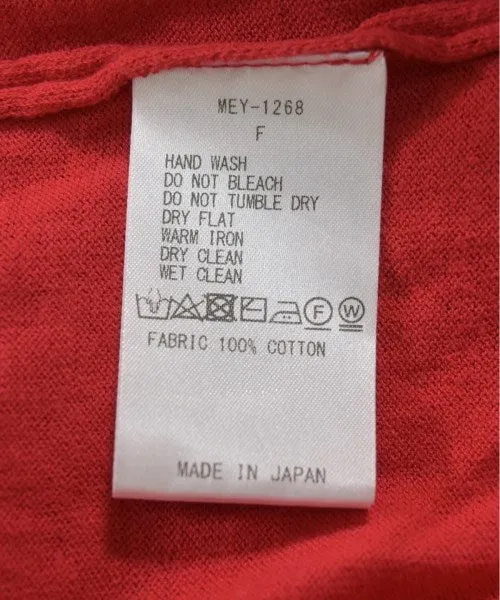 MEY-1268
F
HAND WASH
DO NOT BLEACH
DO NOT TUMBLE DRY
DRY FLAT
WARM IRON
DRY CLEAN
WET CLEAN
F W
FABRIC 100% COTTON
MADE IN JAPAN